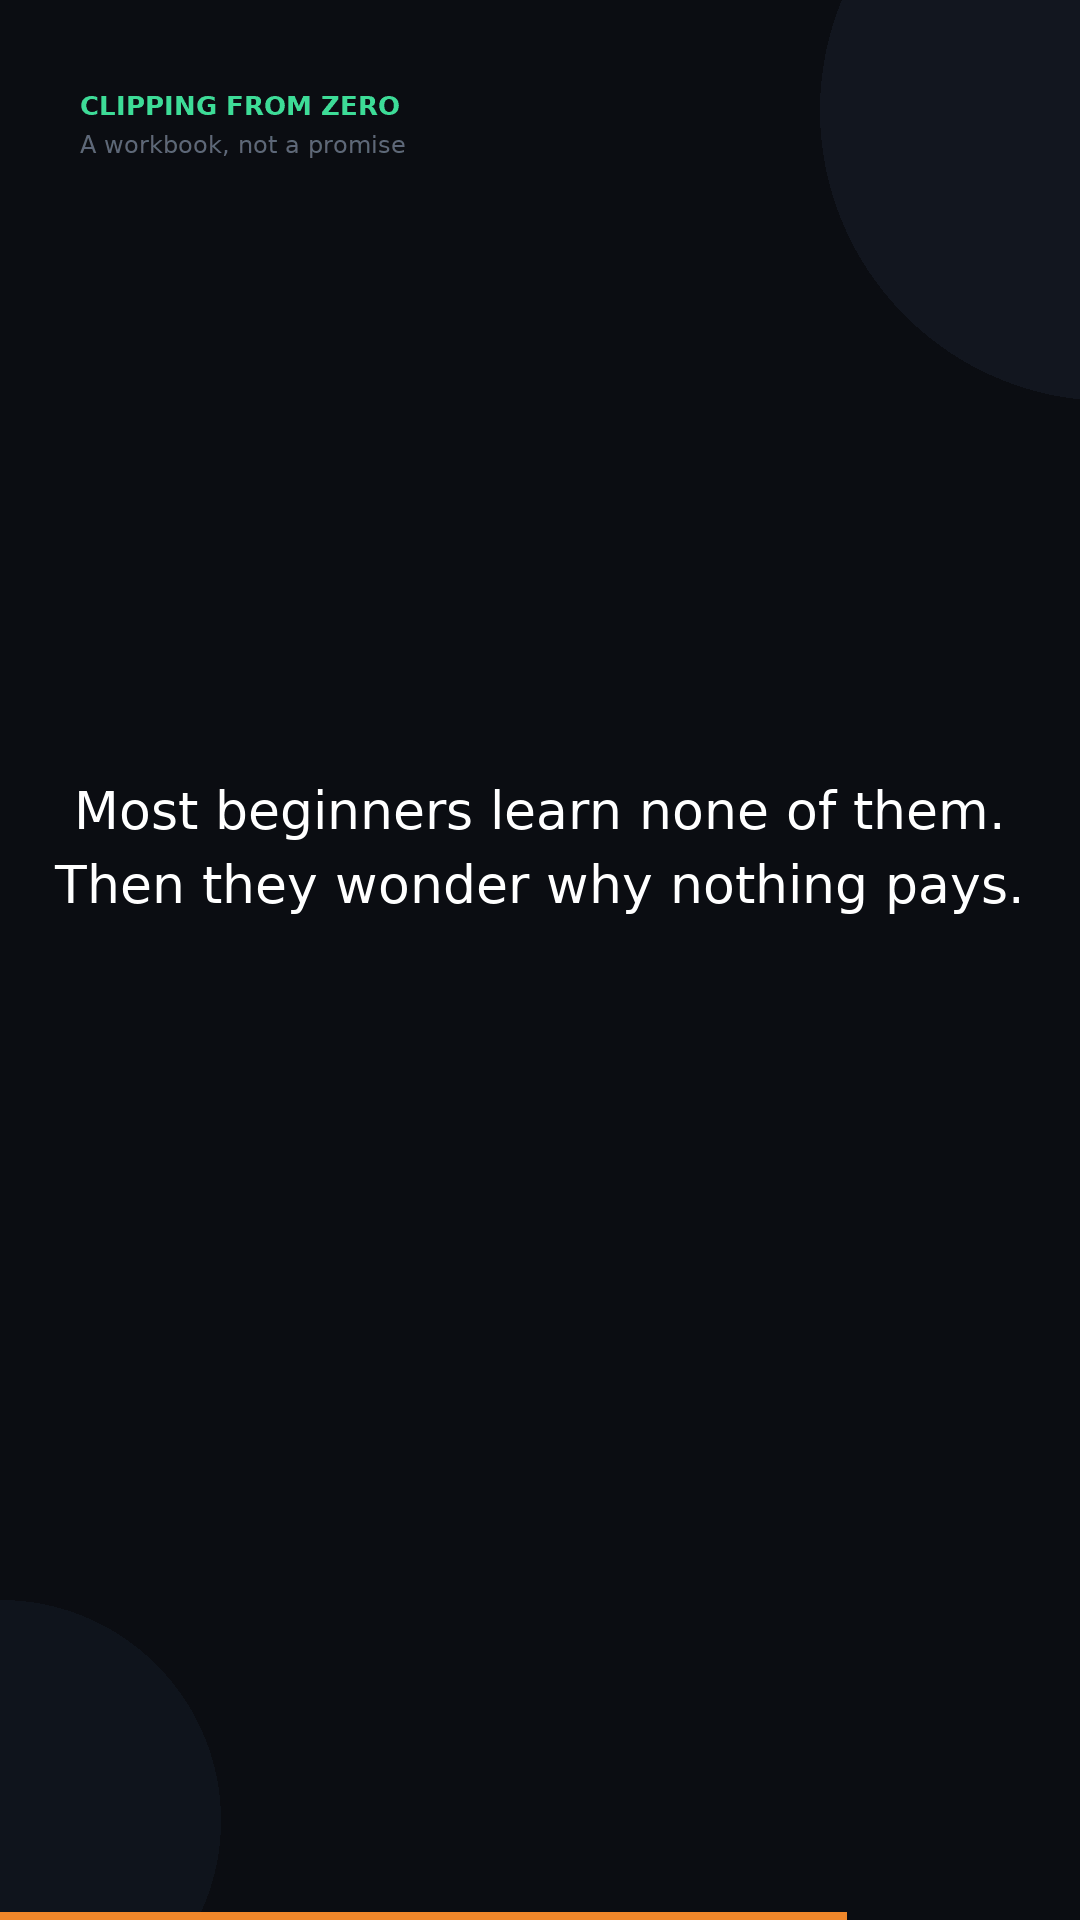 CLIPPING FROM ZERO
A workbook, not a promise
Most beginners learn none of them.
Then they wonder why nothing pays.